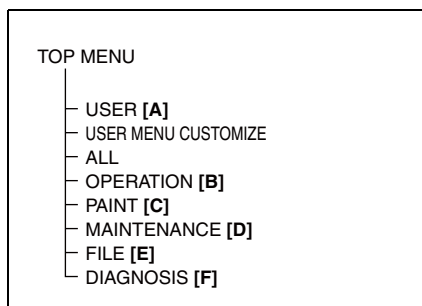 TOP MENU
USER [A]
USER MENU CUSTOMIZE
ALL
OPERATION [B]
PAINT [C]
MAINTENANCE [D]
FILE [E]
DIAGNOSIS [F]